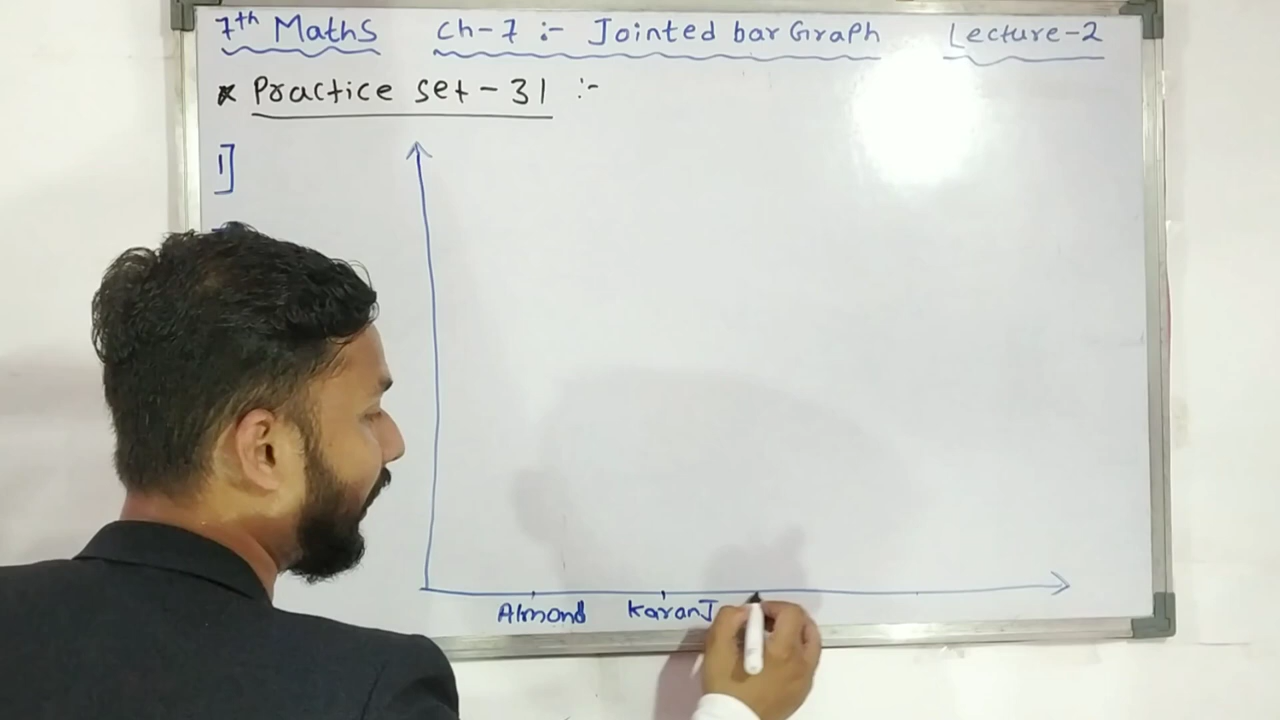 7th Maths Ch-7 :- Jointed bar Graph Lecture-2
* Practice set - 31 :-
1]
Almond KaranJ